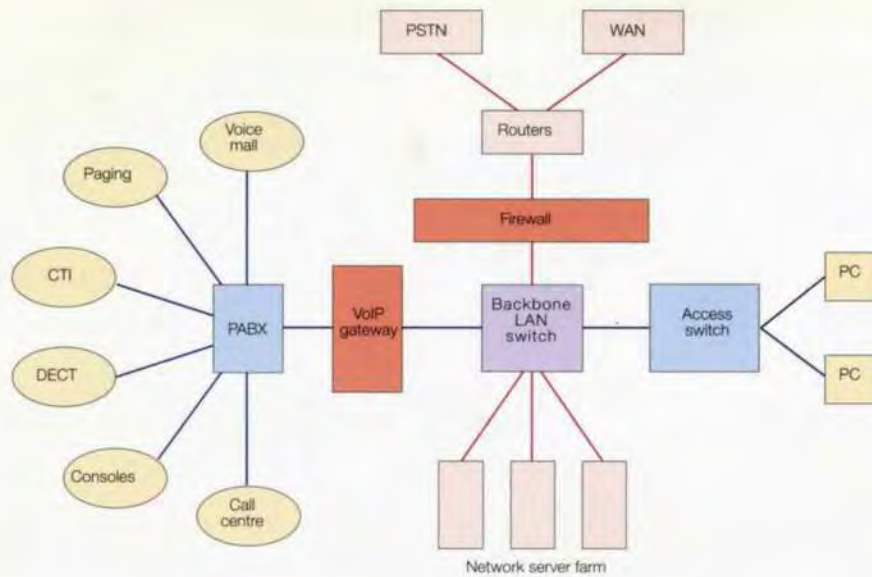 PSTN
WAN
Routers
Firewall
Voice
mall
Paging
CTI
DECT
Consoles
Call
centre
PABX
VoIP
gateway
Backbone
LAN
switch
Access
switch
PC
PC
Network server farm